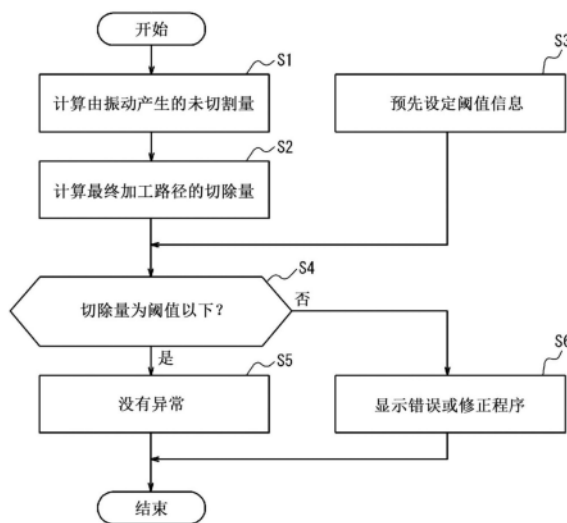 开始
S1
计算由振动产生的未切割量
S3
预先设定阈值信息
S2
计算最终加工路径的切除量
S4
切除量为阈值以下？
否
是
S5
没有异常
S6
显示错误或修正程序
结束